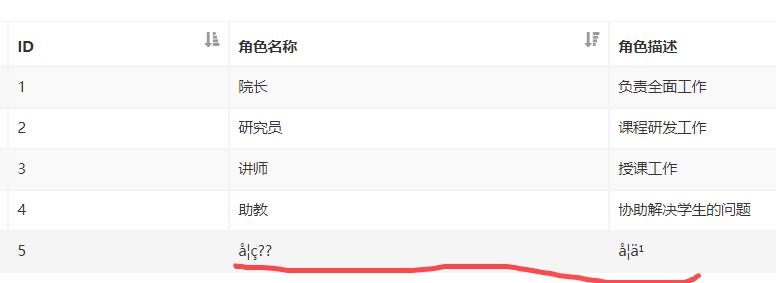 ID 角色名称 角色描述
1 院长 负责全面工作
2 研究员 课程研发工作
3 讲师 授课工作
4 助教 协助解决学生的问题
5 å¦ç?? å¦ä¹